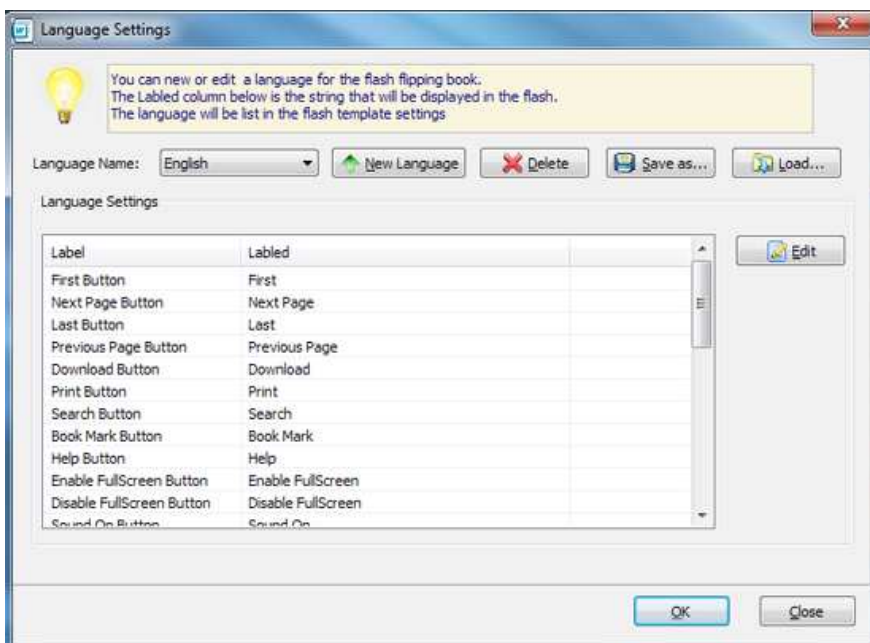 Language Settings
You can new or edit a language for the flash flipping book.
The Labled column below is the string that will be displayed in the flash.
The language will be list in the flash template settings
Language Name: English New Language Delete Save as... Load...
Language Settings
Label Labled
Edit
First Button First
Next Page Button Next Page
Last Button Last
Previous Page Button Previous Page
Download Button Download
Print Button Print
Search Button Search
Book Mark Button Book Mark
Help Button Help
Enable FullScreen Button Enable FullScreen
Disable FullScreen Button Disable FullScreen
Sound On Button Sound On
OK Close